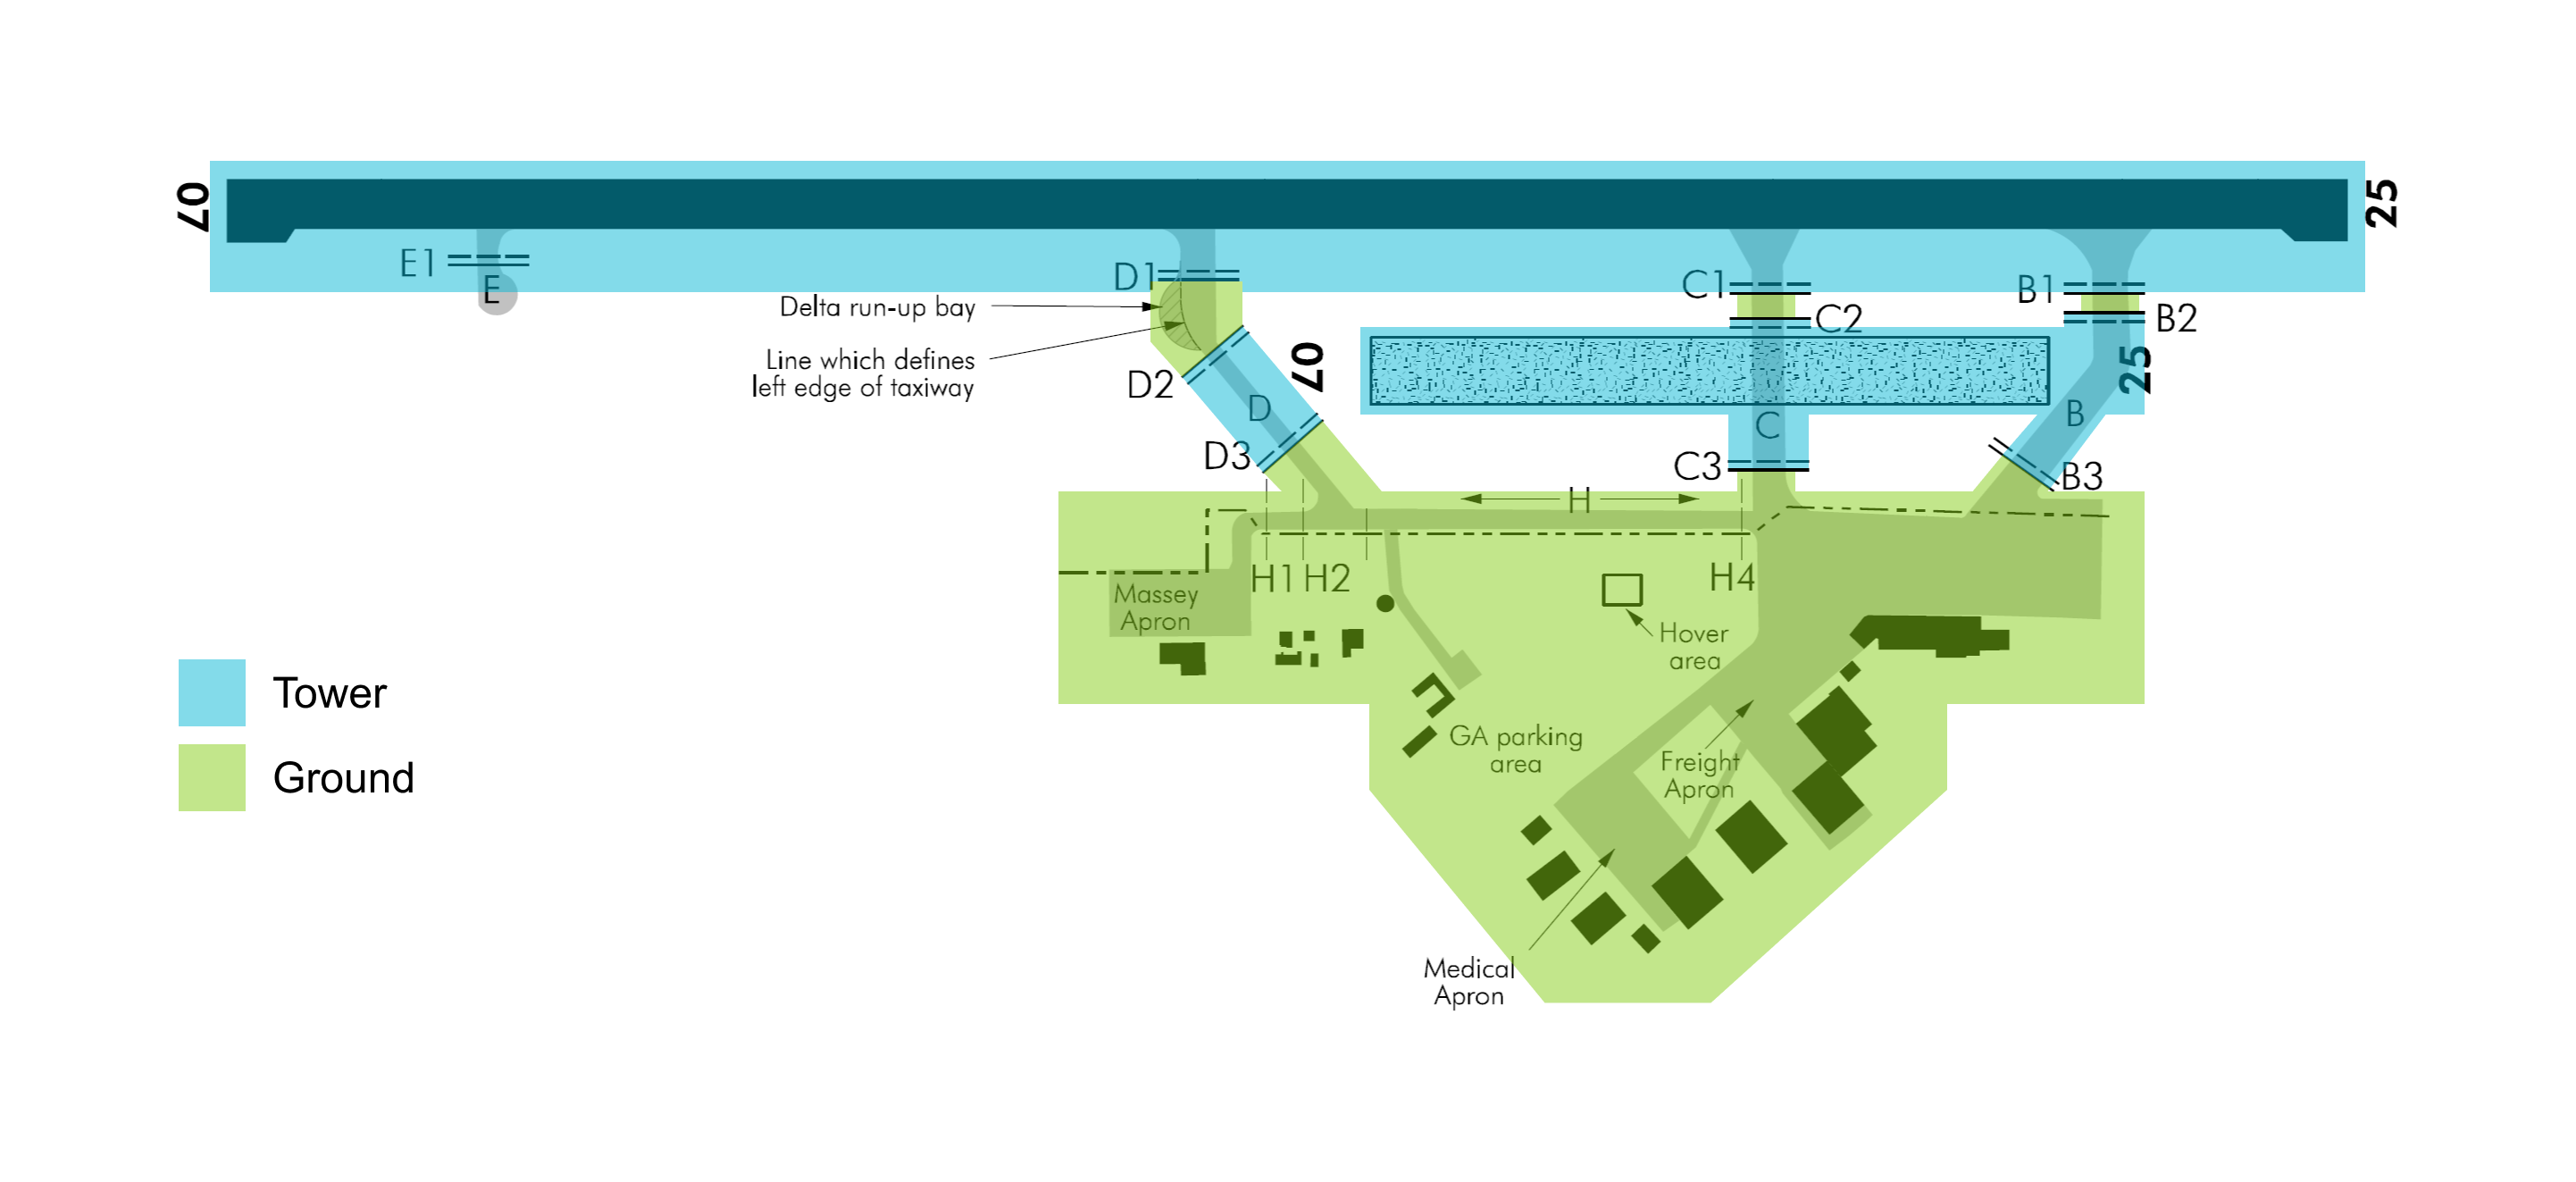 07
25
E1
E
D1
Delta run-up bay
Line which defines
left edge of taxiway
D2
D
D3
07
C1
C2
C
C3
B1
B2
25
B
B3
H
H1
H2
H4
Massey
Apron
Hover
area
GA parking
area
Freight
Apron
Medical
Apron
Tower
Ground